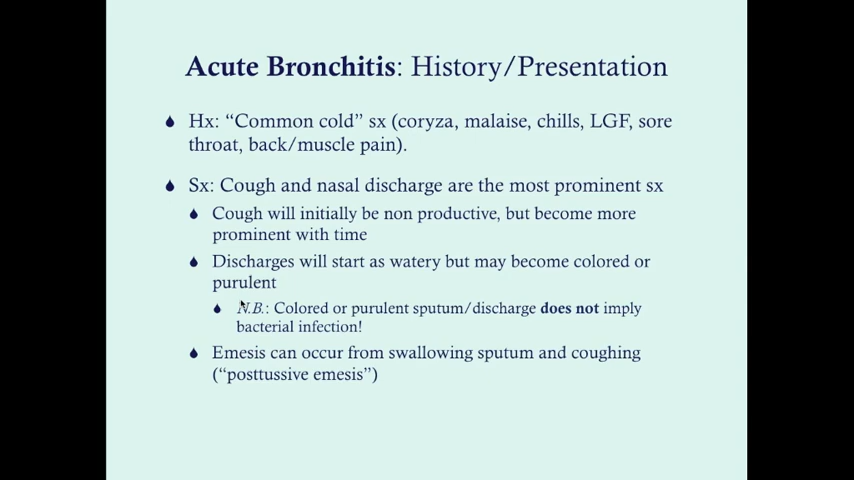 Acute Bronchitis: History/Presentation
Hx: “Common cold” sx (coryza, malaise, chills, LGF, sore
throat, back/muscle pain).
Sx: Cough and nasal discharge are the most prominent sx
Cough will initially be non productive, but become more
prominent with time
Discharges will start as watery but may become colored or
purulent
N.B.: Colored or purulent sputum/discharge does not imply
bacterial infection!
Emesis can occur from swallowing sputum and coughing
(“posttussive emesis”)